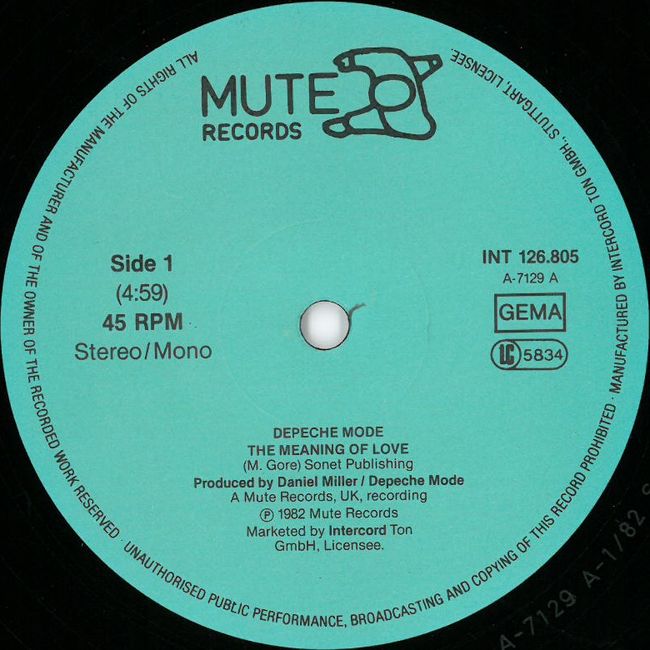 MUTE
RECORDS
Side 1
(4:59)
45 RPM
Stereo/Mono
INT 126.805
A-7129 A
GEMA
LC 5834
DEPECHE MODE
THE MEANING OF LOVE
(M. Gore) Sonet Publishing
Produced by Daniel Miller / Depeche Mode
A Mute Records, UK, recording
Ⓟ 1982 Mute Records
Marketed by Intercord Ton
GmbH, Licensee.
ALL RIGHTS OF THE MANUFACTURER AND OF THE OWNER OF THE RECORDED WORK RESERVED · UNAUTHORISED PUBLIC PERFORMANCE, BROADCASTING AND COPYING OF THIS RECORD PROHIBITED · MANUFACTURED BY INTERCORD TON GMBH., STUTTGART, LICENSEE.
A-7129 A-1/82